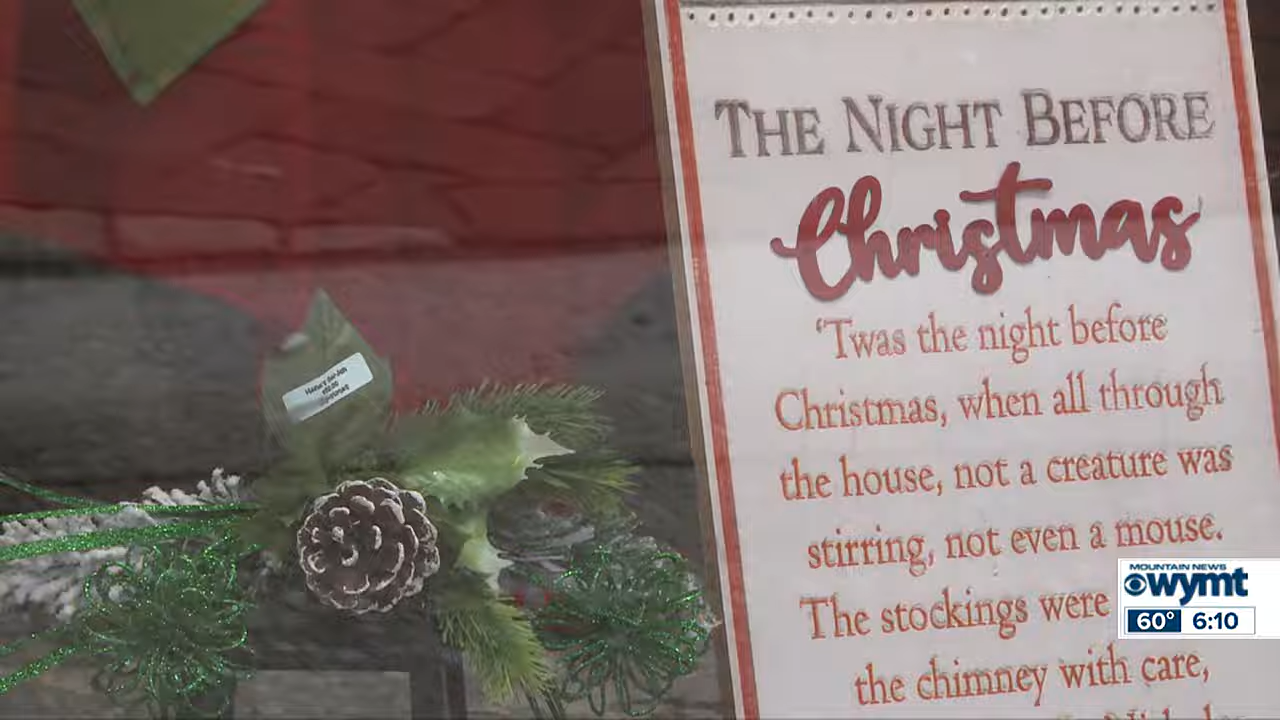 THE NIGHT BEFORE
Christmas
'Twas the night before
Christmas, when all through
the house, not a creature was
stirring, not even a mouse.
The stockings were
the chimney with care,
MOUNTAIN NEWS
wymt
60° 6:10